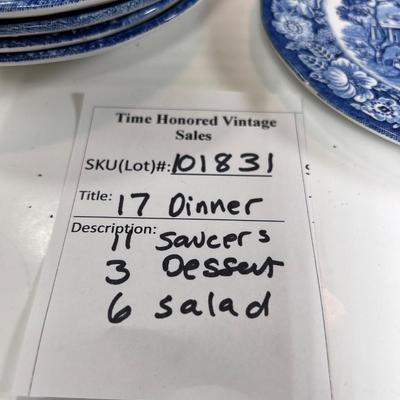 Time Honored Vintage
Sales
SKU(Lot)#: 101831
Title: 17 Dinner
Description: 11 Saucers
3 Dessert
6 Salad